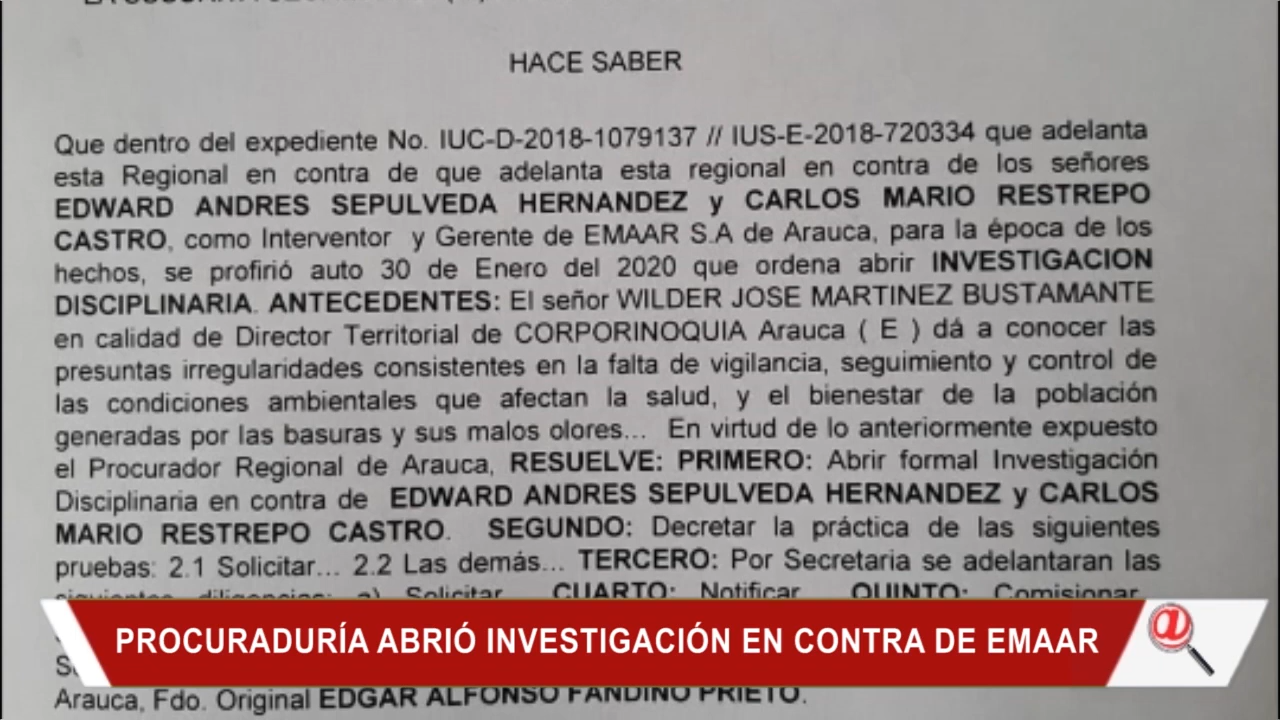 HACE SABER
Que dentro del expediente No. IUC-D-2018-1079137 // IUS-E-2018-720334 que adelanta
esta Regional en contra de que adelanta esta regional en contra de los señores
EDWARD ANDRES SEPULVEDA HERNANDEZ y CARLOS MARIO RESTREPO
CASTRO, como Interventor y Gerente de EMAAR S.A de Arauca, para la época de los
hechos, se profirió auto 30 de Enero del 2020 que ordena abrir INVESTIGACION
DISCIPLINARIA. ANTECEDENTES: El señor WILDER JOSE MARTINEZ BUSTAMANTE
en calidad de Director Territorial de CORPORINOQUIA Arauca ( E ) dá a conocer las
presuntas irregularidades consistentes en la falta de vigilancia, seguimiento y control de
las condiciones ambientales que afectan la salud, y el bienestar de la población
generadas por las basuras y sus malos olores... En virtud de lo anteriormente expuesto
el Procurador Regional de Arauca, RESUELVE: PRIMERO: Abrir formal Investigación
Disciplinaria en contra de EDWARD ANDRES SEPULVEDA HERNANDEZ y CARLOS
MARIO RESTREPO CASTRO. SEGUNDO: Decretar la práctica de las siguientes
pruebas: 2.1 Solicitar... 2.2 Las demás... TERCERO: Por Secretaria se adelantaran las
siguientes diligencias: a) Solicitar CUARTO: Notificar QUINTO: Comisionar
PROCURADURÍA ABRIÓ INVESTIGACIÓN EN CONTRA DE EMAAR
@
Arauca, Fdo. Original EDGAR ALFONSO FANDINO PRIETO.